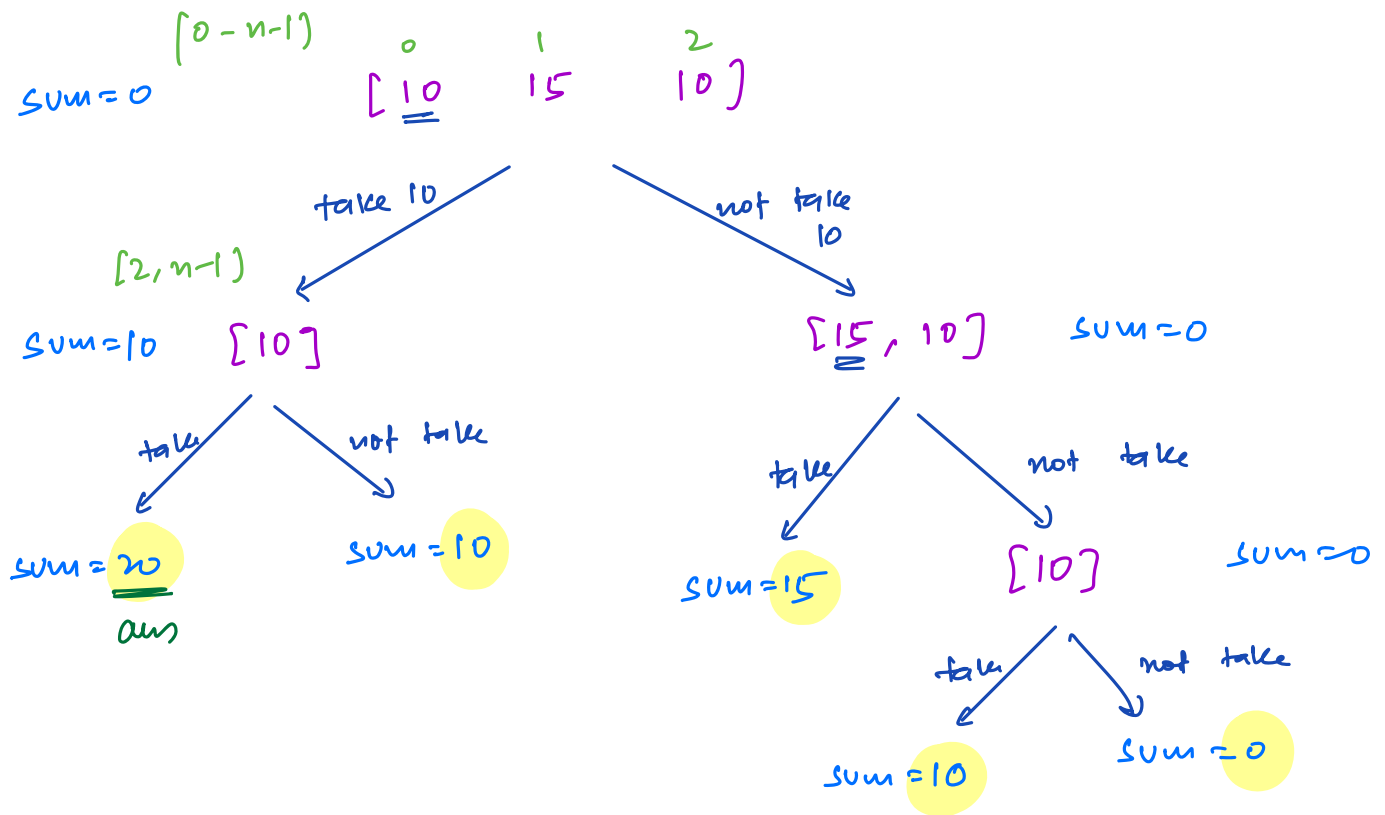 [0-n-1]
0 1 2
sum=0 [10 15 10]
take 10 not take
10
[2,n-1]
sum=10 [10] [15, 10] sum=0
take not take take not take
sum=20 sum=10 sum=15 [10] sum=0
ans
take not take
sum=10 sum=0